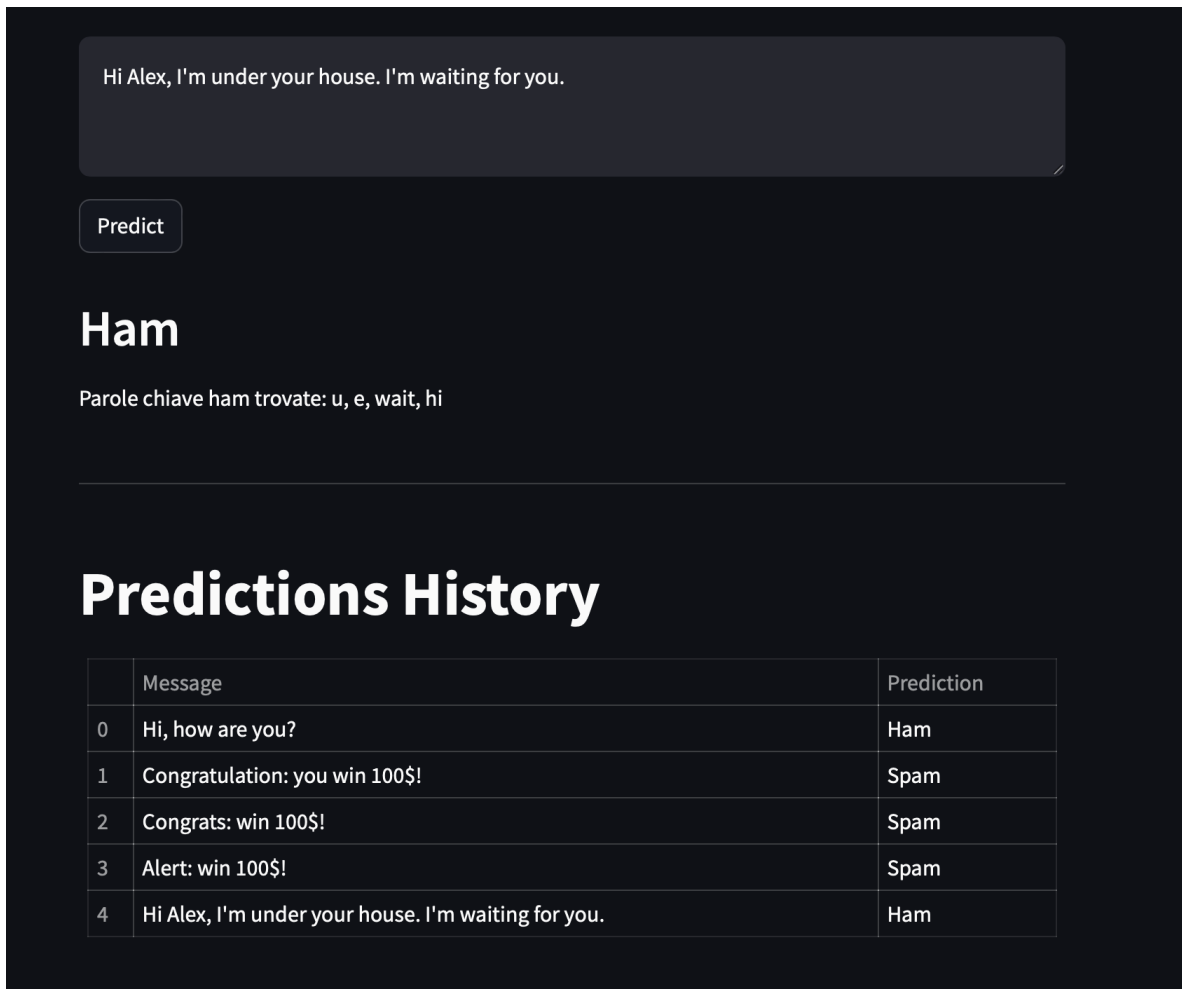 Hi Alex, I'm under your house. I'm waiting for you.
Predict
Ham
Parole chiave ham trovate: u, e, wait, hi
Predictions History
Message Prediction
0 Hi, how are you? Ham
1 Congratulation: you win 100$! Spam
2 Congrats: win 100$! Spam
3 Alert: win 100$! Spam
4 Hi Alex, I'm under your house. I'm waiting for you. Ham